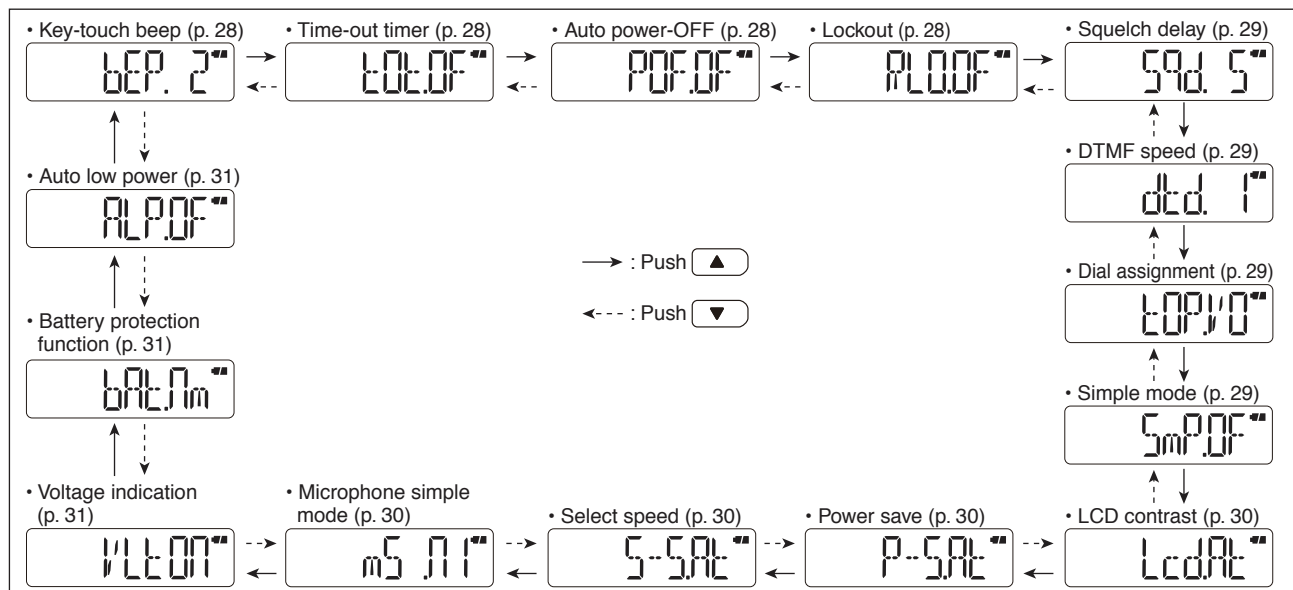 • Key-touch beep (p. 28)
• Time-out timer (p. 28)
• Auto power-OFF (p. 28)
• Lockout (p. 28)
• Squelch delay (p. 29)
bEP. 2
tOt.OF
POF.OF
RLO.OF
Sqd. 5
• DTMF speed (p. 29)
dtd. 1
• Auto low power (p. 31)
ALP.OF
: Push ▲
• Dial assignment (p. 29)
tOP.VO
: Push ▼
• Battery protection
function (p. 31)
bAt.Nm
• Simple mode (p. 29)
SmP.OF
• Voltage indication
(p. 31)
• Microphone simple
mode (p. 30)
• Select speed (p. 30)
• Power save (p. 30)
• LCD contrast (p. 30)
VLt.ON
mS .N1
S-S.At
P-S.At
Lcd.At